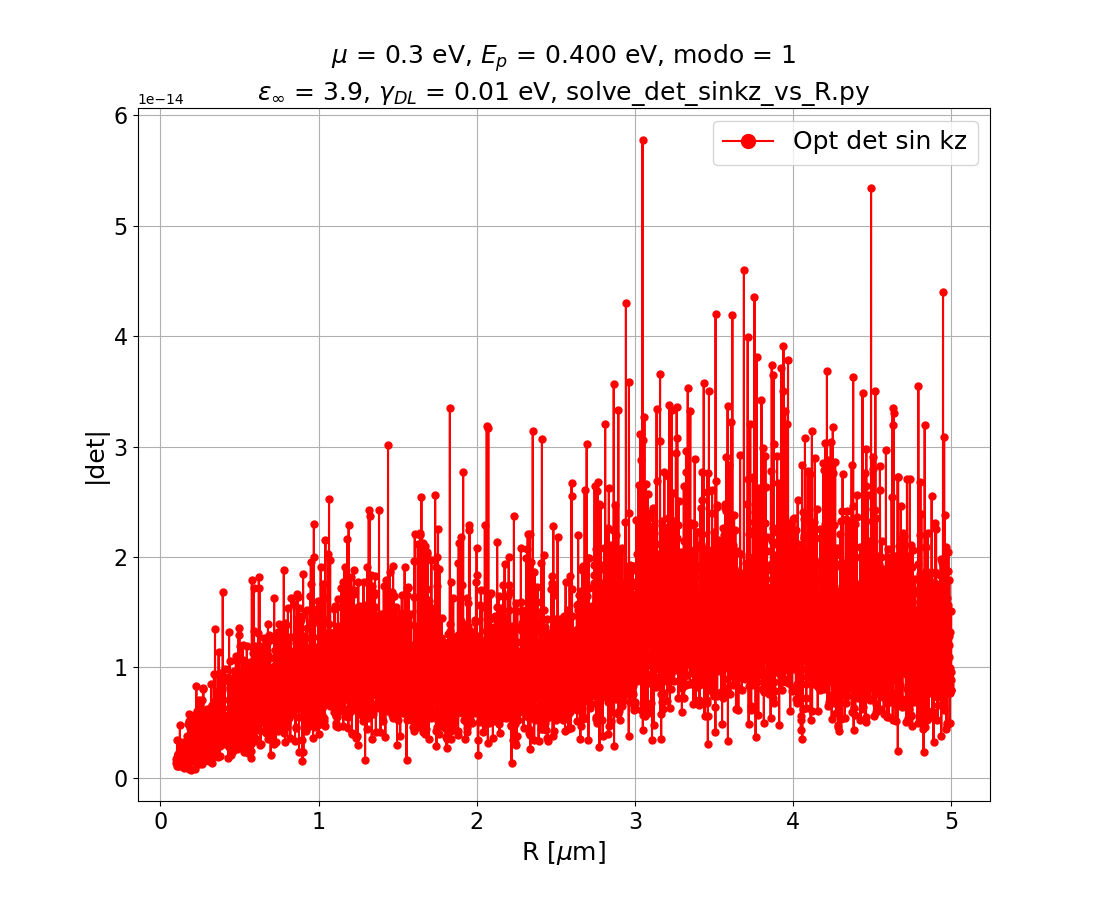 μ = 0.3 eV, E_p = 0.400 eV, modo = 1
ε_∞ = 3.9, γ_DL = 0.01 eV, solve_det_sinkz_vs_R.py
1e−14
Opt det sin kz
6
5
4
3
2
1
0
|det|
0 1 2 3 4 5
R [μm]